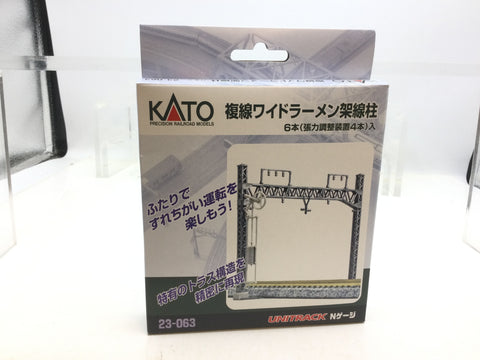 KATO
PRECISION RAILROAD MODELS
複線ワイドラーメン架線柱
6本(張力調整装置4本)入
ふたりで
すれちがい運転を
楽しもう!
特有のトラス構造を
精密に再現
23-063
UNITRACK Nゲージ